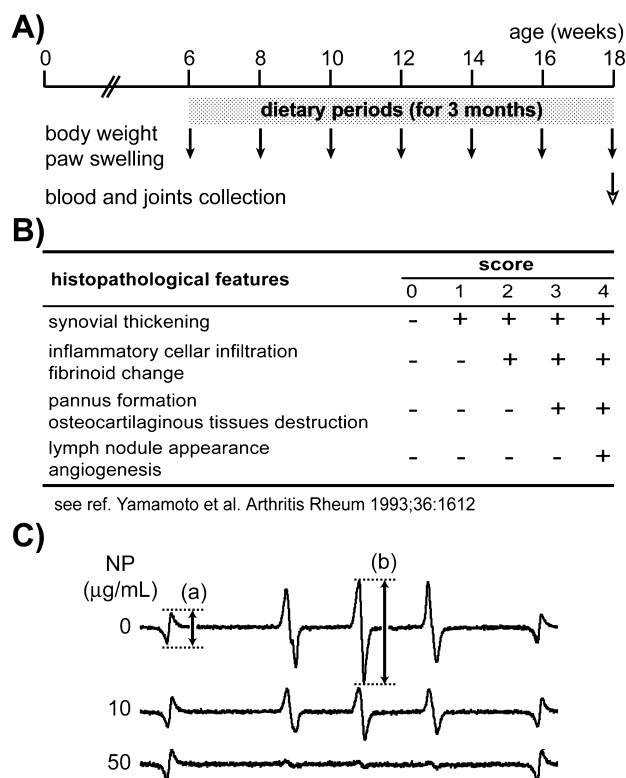 A)
age (weeks)
0 6 8 10 12 14 16 18
dietary periods (for 3 months)
body weight
paw swelling
blood and joints collection
B)
histopathological features
score
0 1 2 3 4
synovial thickening - + + + +
inflammatory cellar infiltration
fibrinoid change - - + + +
pannus formation
osteocartilaginous tissues destruction - - - + +
lymph nodule appearance
angiogenesis - - - - +
see ref. Yamamoto et al. Arthritis Rheum 1993;36:1612
C)
NP
(μg/mL)
(a)
(b)
0
10
50